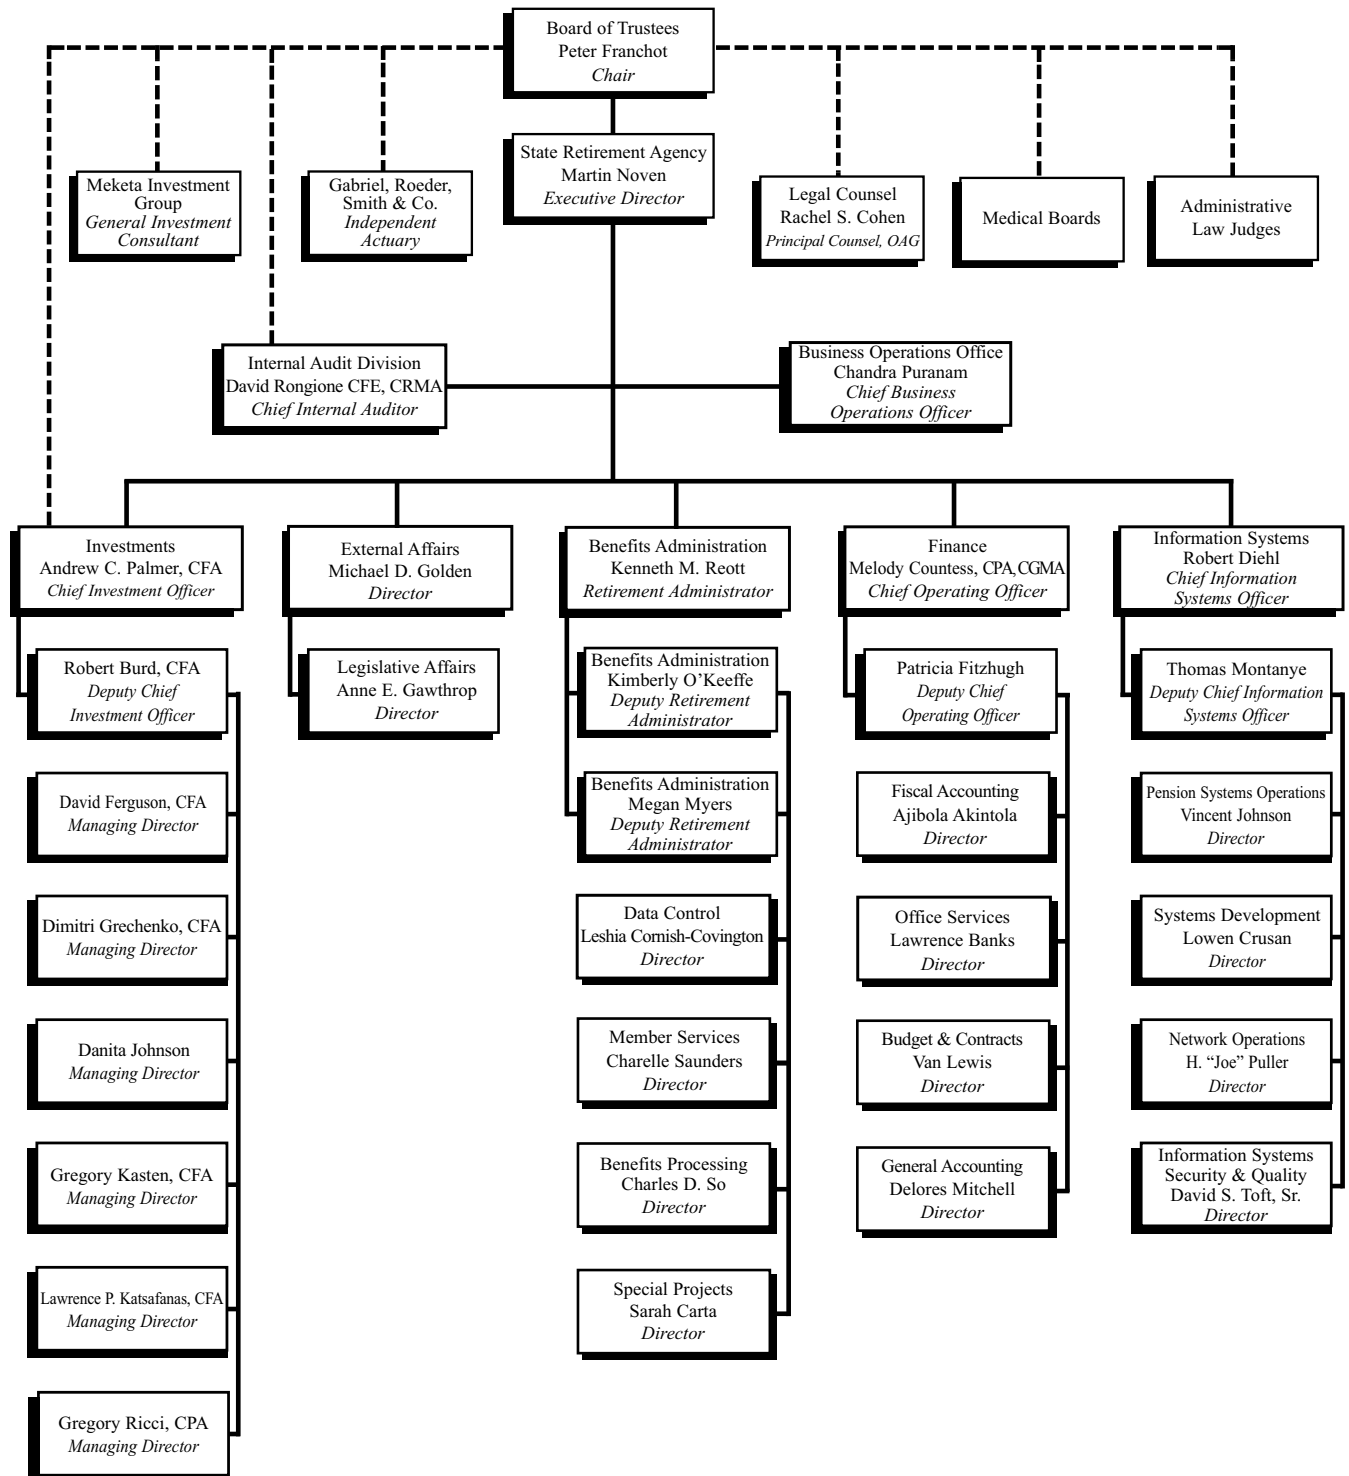 Board of Trustees
Peter Franchot
Chair
State Retirement Agency
Martin Noven
Executive Director
Meketa Investment
Group
General Investment
Consultant
Gabriel, Roeder,
Smith & Co.
Independent
Actuary
Legal Counsel
Rachel S. Cohen
Principal Counsel, OAG
Medical Boards
Administrative
Law Judges
Internal Audit Division
David Rongione CFE, CRMA
Chief Internal Auditor
Business Operations Office
Chandra Puranam
Chief Business
Operations Officer
Investments
Andrew C. Palmer, CFA
Chief Investment Officer
Robert Burd, CFA
Deputy Chief
Investment Officer
David Ferguson, CFA
Managing Director
Dimitri Grechenko, CFA
Managing Director
Danita Johnson
Managing Director
Gregory Kasten, CFA
Managing Director
Lawrence P. Katsafanas, CFA
Managing Director
Gregory Ricci, CPA
Managing Director
External Affairs
Michael D. Golden
Director
Legislative Affairs
Anne E. Gawthrop
Director
Benefits Administration
Kenneth M. Reott
Retirement Administrator
Benefits Administration
Kimberly O’Keeffe
Deputy Retirement
Administrator
Benefits Administration
Megan Myers
Deputy Retirement
Administrator
Data Control
Leshia Cornish-Covington
Director
Member Services
Charelle Saunders
Director
Benefits Processing
Charles D. So
Director
Special Projects
Sarah Carta
Director
Finance
Melody Countess, CPA, CGMA
Chief Operating Officer
Patricia Fitzhugh
Deputy Chief
Operating Officer
Fiscal Accounting
Ajibola Akintola
Director
Office Services
Lawrence Banks
Director
Budget & Contracts
Van Lewis
Director
General Accounting
Delores Mitchell
Director
Information Systems
Robert Diehl
Chief Information
Systems Officer
Thomas Montanye
Deputy Chief Information
Systems Officer
Pension Systems Operations
Vincent Johnson
Director
Systems Development
Lowen Crusan
Director
Network Operations
H. “Joe” Puller
Director
Information Systems
Security & Quality
David S. Toft, Sr.
Director